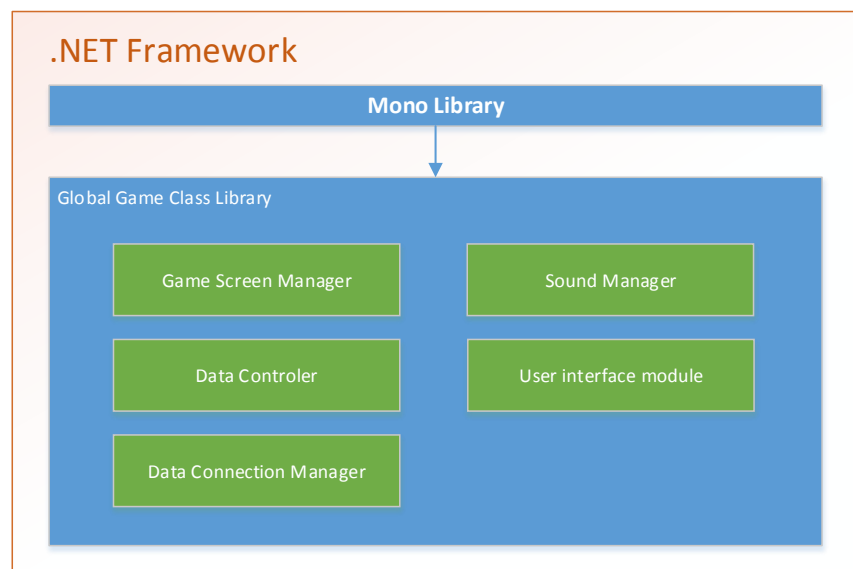 .NET Framework
Mono Library
Global Game Class Library
Game Screen Manager
Sound Manager
Data Controler
User interface module
Data Connection Manager